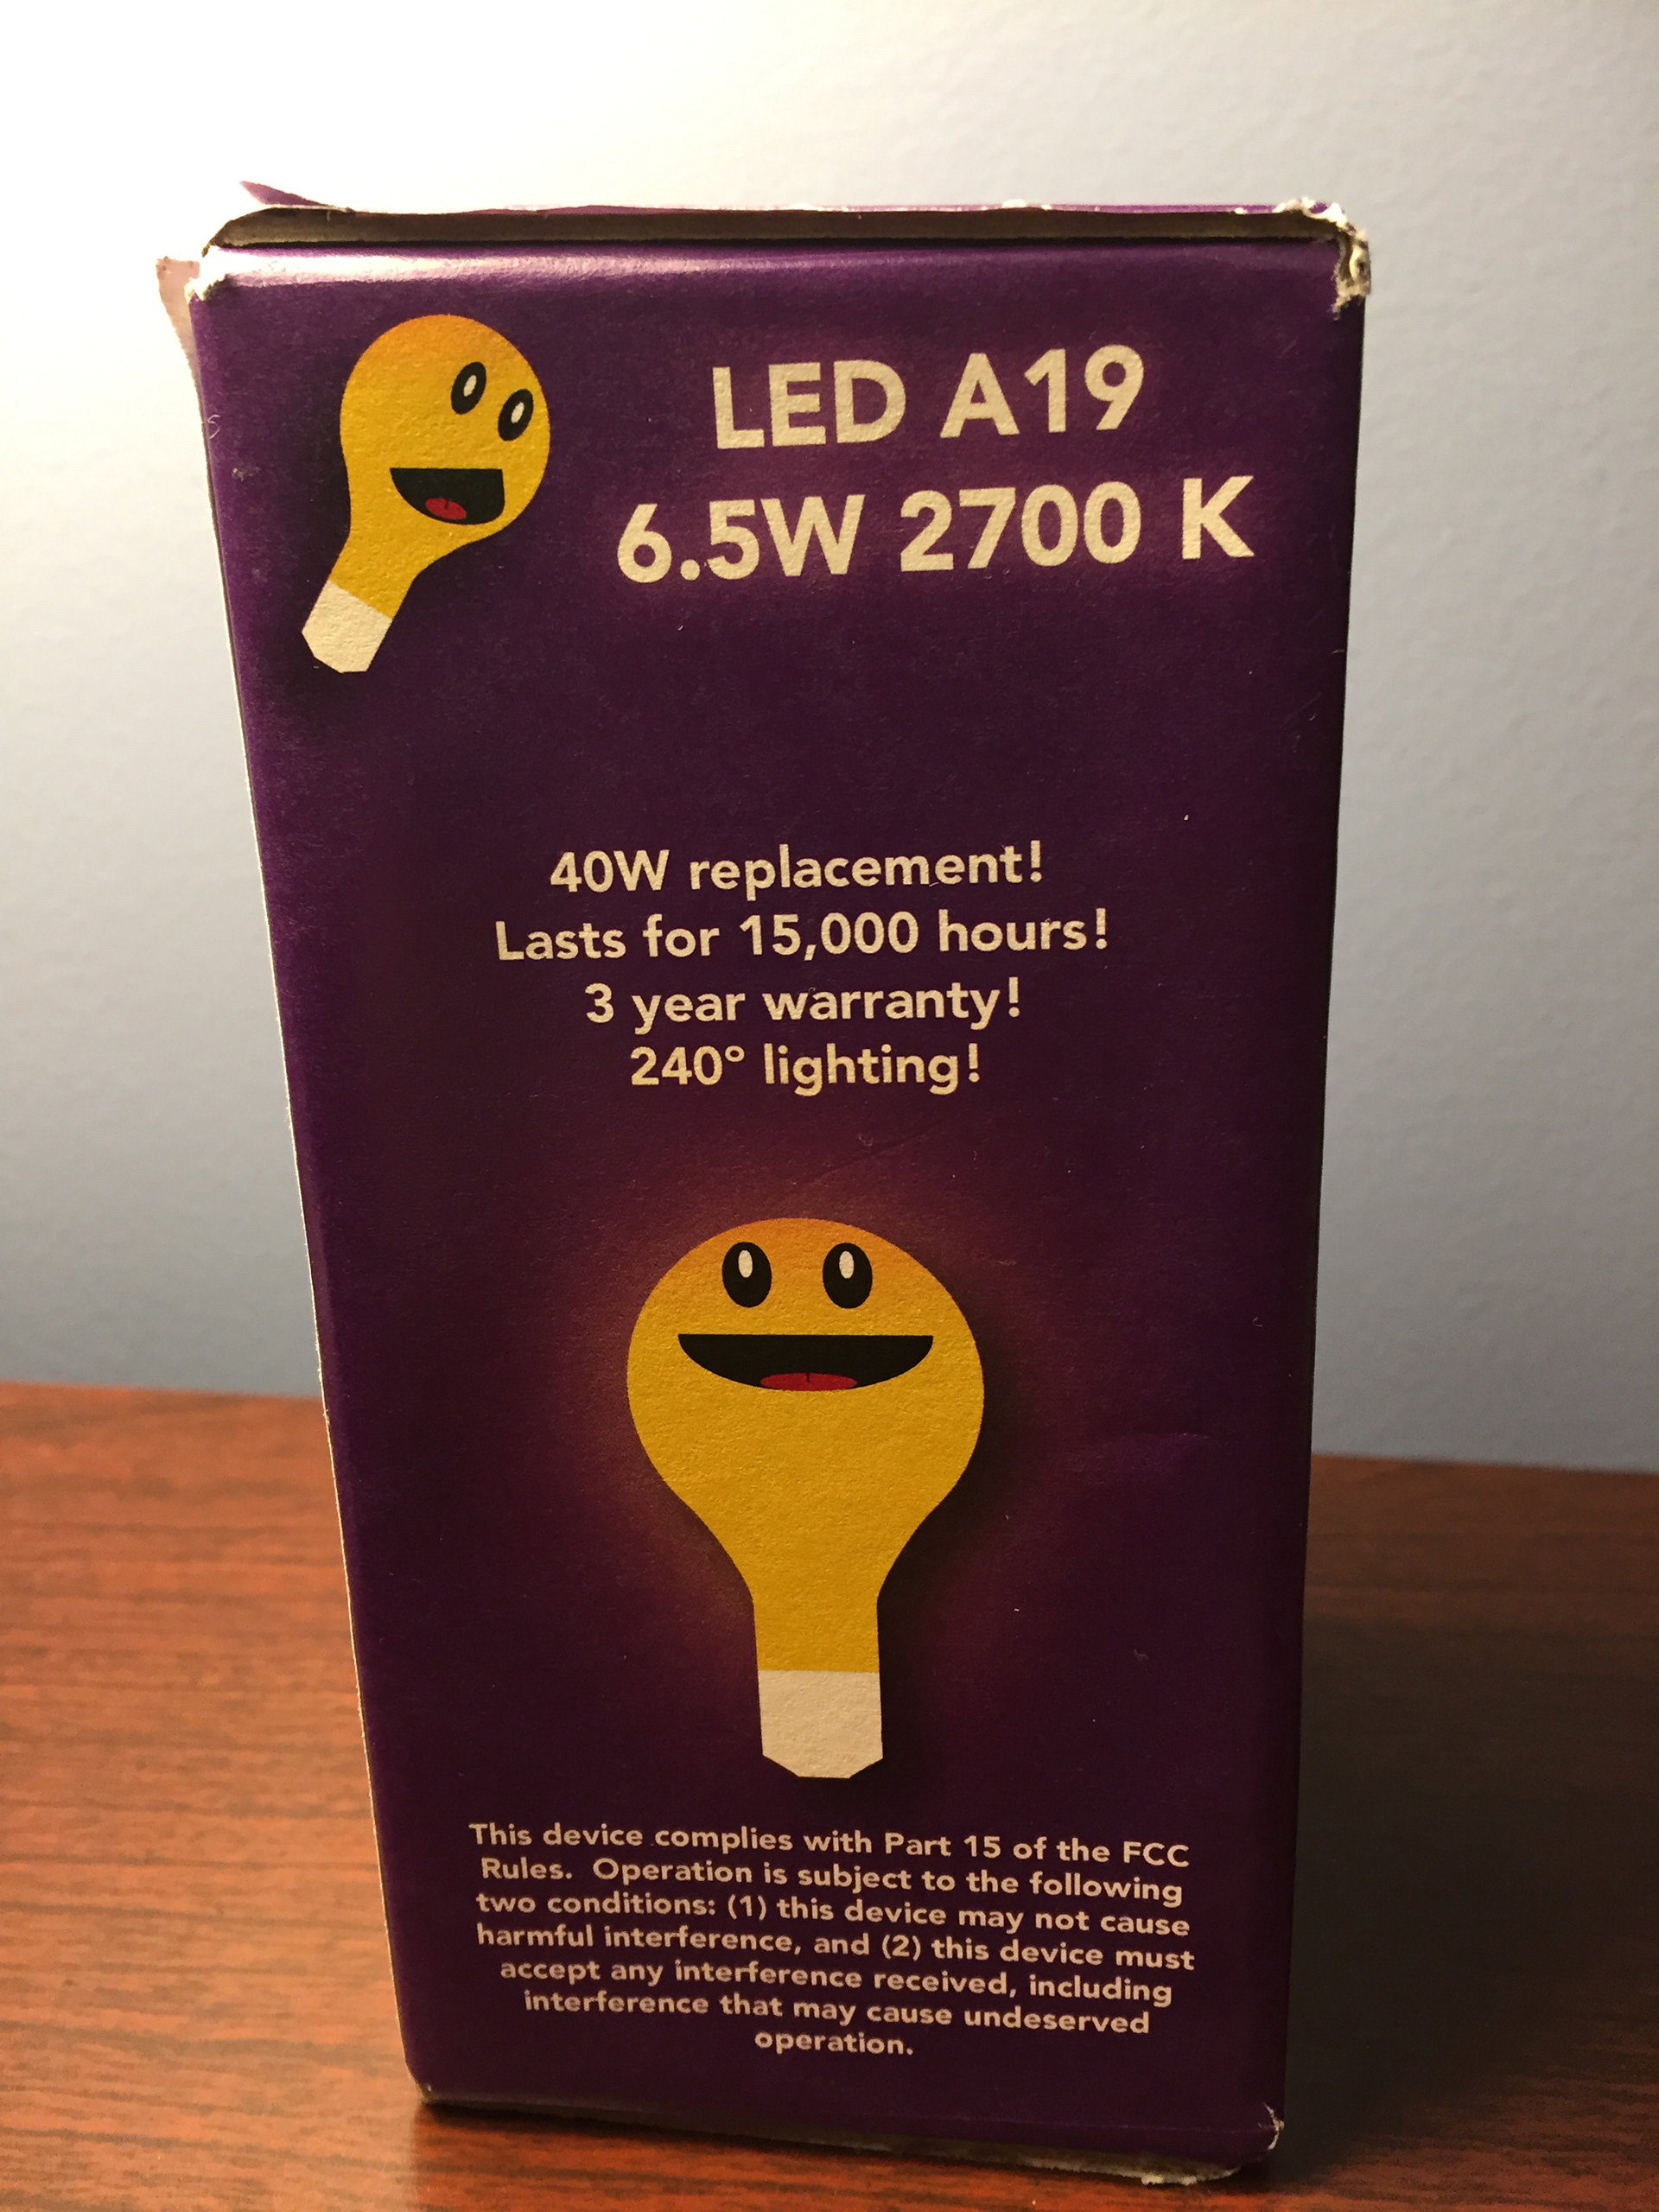 LED A19
6.5W 2700 K
40W replacement!
Lasts for 15,000 hours!
3 year warranty!
240° lighting!
This device complies with Part 15 of the FCC
Rules.  Operation is subject to the following
two conditions: (1) this device may not cause
harmful interference, and (2) this device must
accept any interference received, including
interference that may cause undeserved
operation.